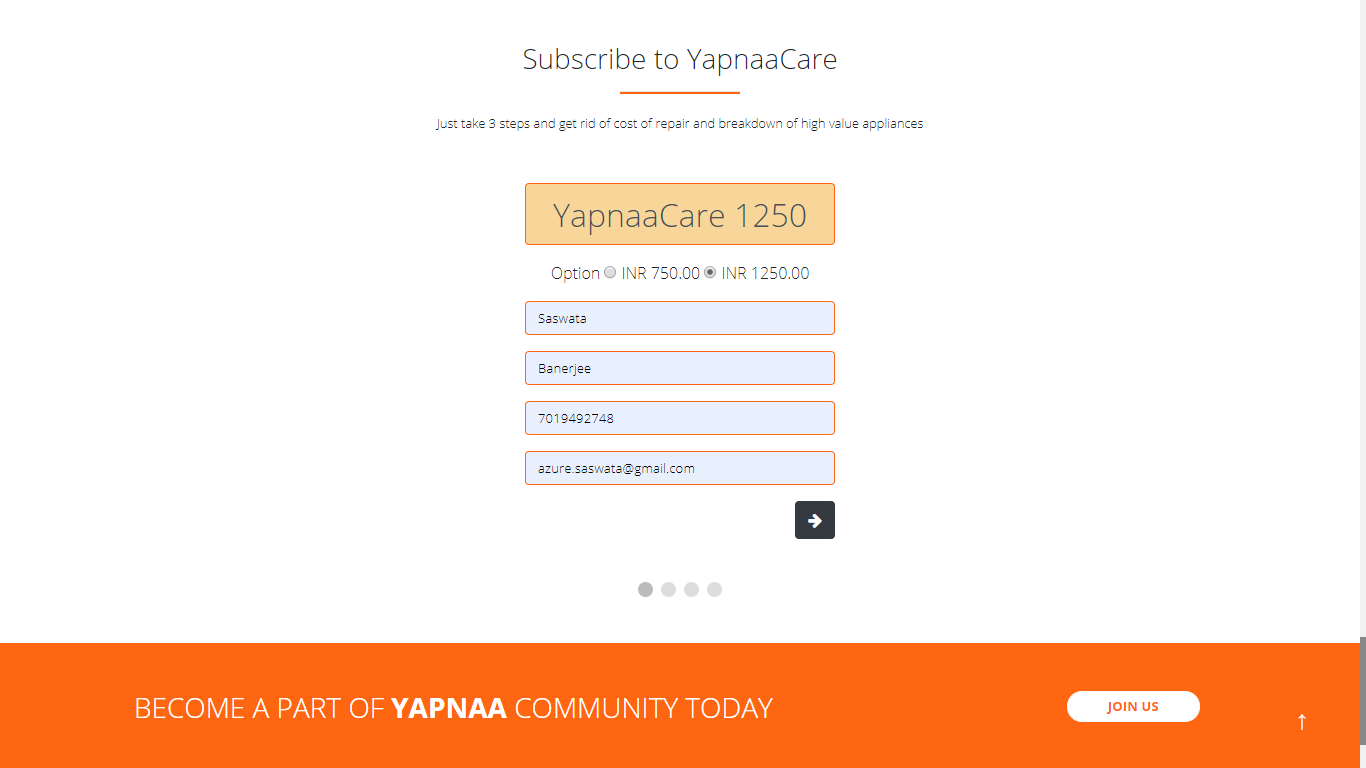 Subscribe to YapnaaCare
Just take 3 steps and get rid of cost of repair and breakdown of high value appliances
YapnaaCare 1250
Option INR 750.00 INR 1250.00
Saswata
Banerjee
7019492748
azure.saswata@gmail.com
BECOME A PART OF YAPNAA COMMUNITY TODAY
JOIN US